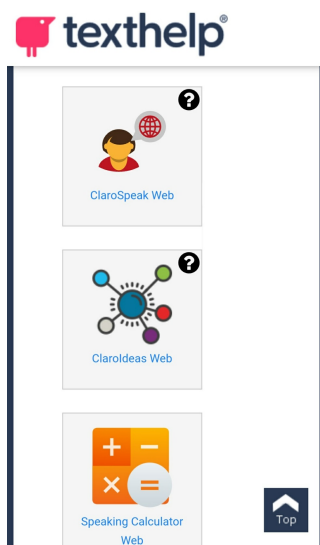 texthelp®
?
ClaroSpeak Web
?
ClaroIdeas Web
Speaking Calculator
Web
Top